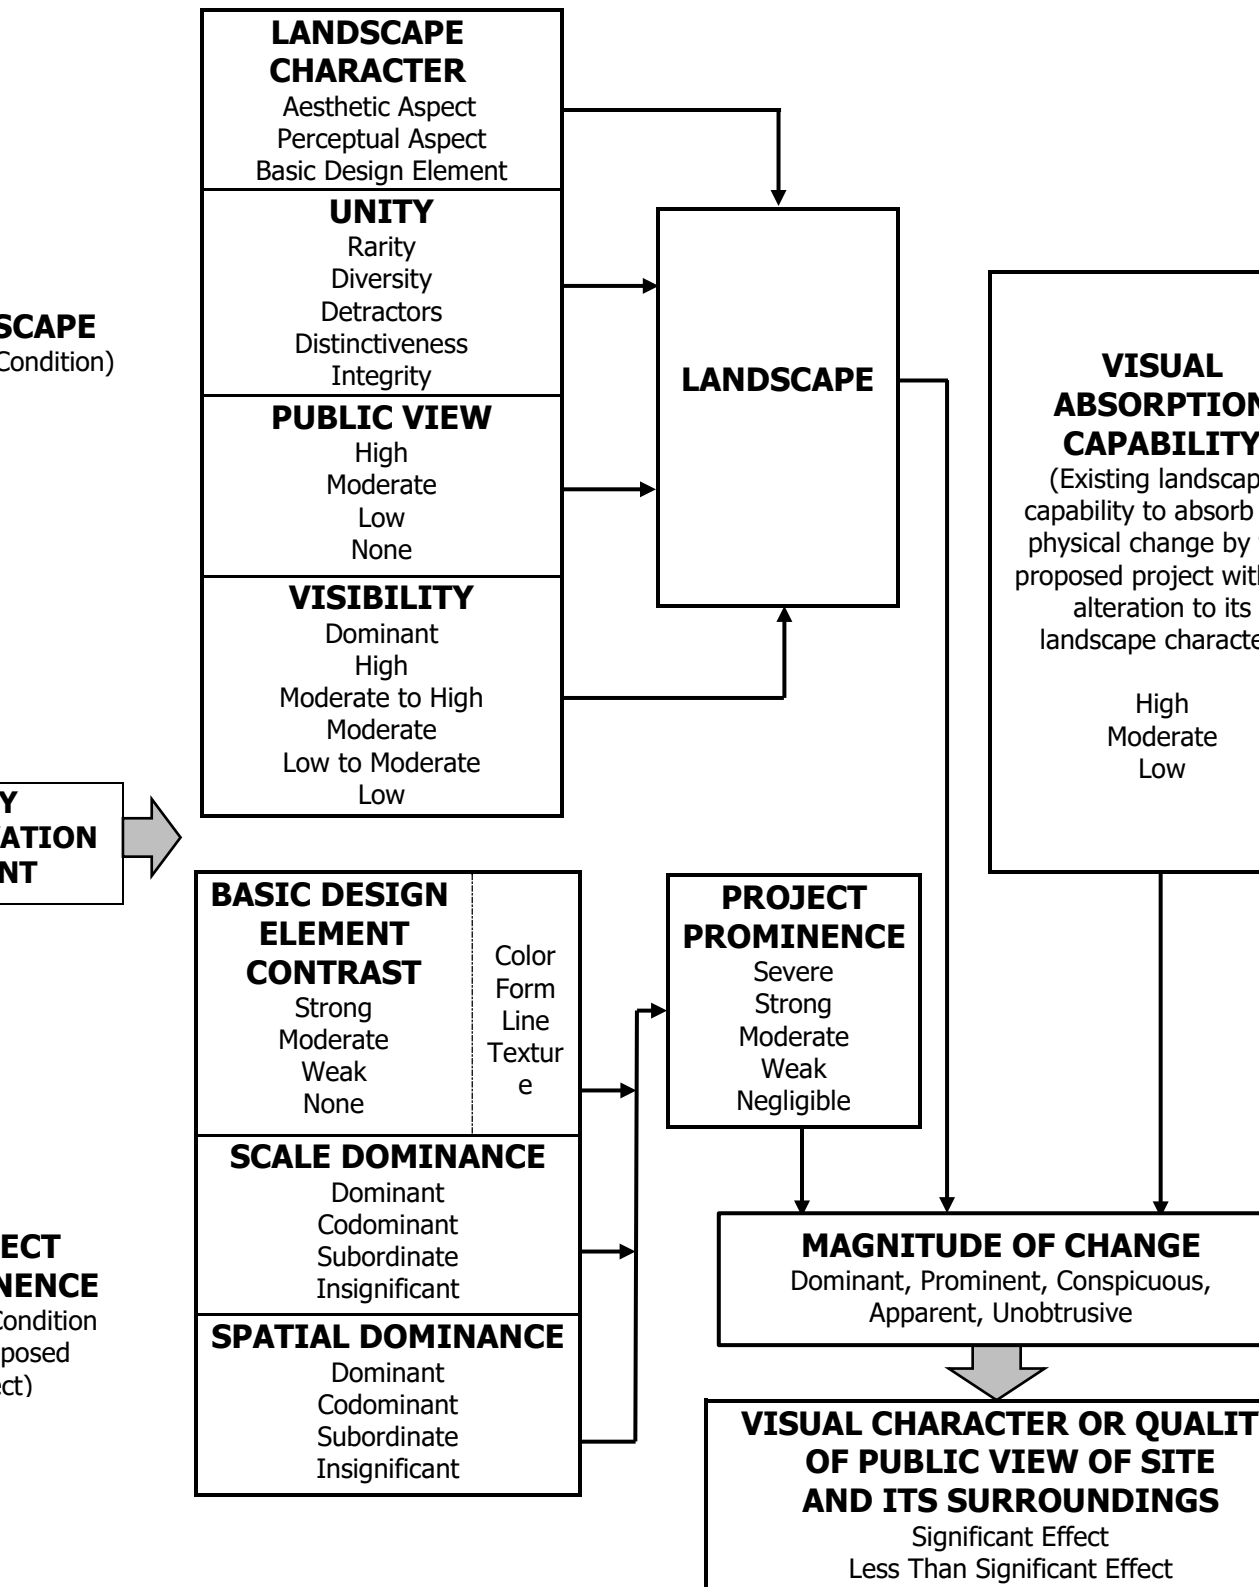 LANDSCAPE
CHARACTER
Aesthetic Aspect
Perceptual Aspect
Basic Design Element
UNITY
Rarity
Diversity
Detractors
Distinctiveness
Integrity
PUBLIC VIEW
High
Moderate
Low
None
VISIBILITY
Dominant
High
Moderate to High
Moderate
Low to Moderate
Low
SCAPE
Condition)
LANDSCAPE
VISUAL
ABSORPTION
CAPABILITY
(Existing landscap
capability to absorb
physical change by
proposed project with
alteration to its
landscape characte
High
Moderate
Low
Y
ATION
NT
BASIC DESIGN
ELEMENT
CONTRAST
Strong
Moderate
Weak
None
Color
Form
Line
Textur
e
SCALE DOMINANCE
Dominant
Codominant
Subordinate
Insignificant
SPATIAL DOMINANCE
Dominant
Codominant
Subordinate
Insignificant
ECT
NENCE
Condition
posed
ect)
PROJECT
PROMINENCE
Severe
Strong
Moderate
Weak
Negligible
MAGNITUDE OF CHANGE
Dominant, Prominent, Conspicuous,
Apparent, Unobtrusive
VISUAL CHARACTER OR QUALIT
OF PUBLIC VIEW OF SITE
AND ITS SURROUNDINGS
Significant Effect
Less Than Significant Effect